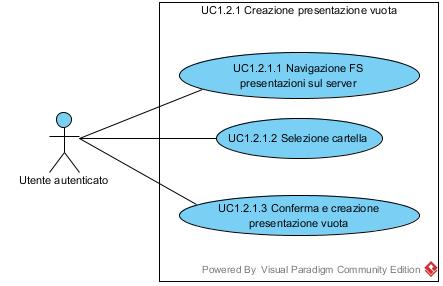 UC1.2.1 Creazione presentazione vuota
UC1.2.1.1 Navigazione FS
presentazioni sul server
UC1.2.1.2 Selezione cartella
Utente autenticato
UC1.2.1.3 Conferma e creazione
presentazione vuota
Powered By Visual Paradigm Community Edition